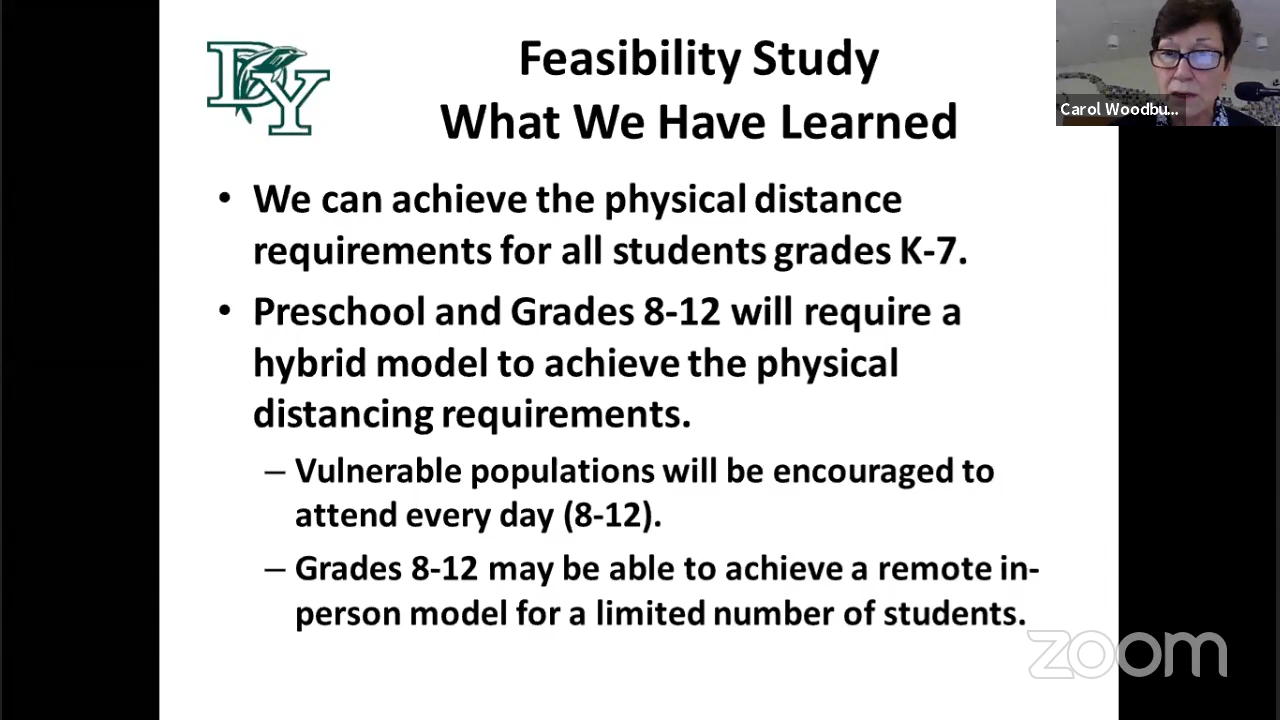 DY
Feasibility Study
What We Have Learned
Carol Woodbu...
• We can achieve the physical distance
requirements for all students grades K-7.
• Preschool and Grades 8-12 will require a
hybrid model to achieve the physical
distancing requirements.
– Vulnerable populations will be encouraged to
attend every day (8-12).
– Grades 8-12 may be able to achieve a remote in-
person model for a limited number of students.
zoom